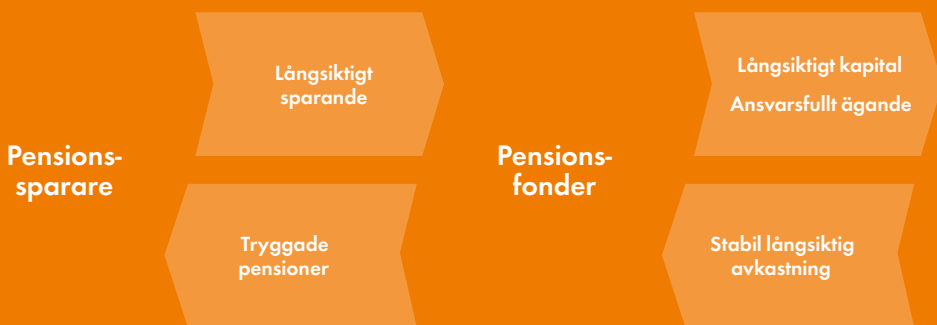 Pensions-
sparare
Långsiktigt
sparande
Tryggade
pensioner
Pensions-
fonder
Långsiktigt kapital
Ansvarsfullt ägande
Stabil långsiktig
avkastning